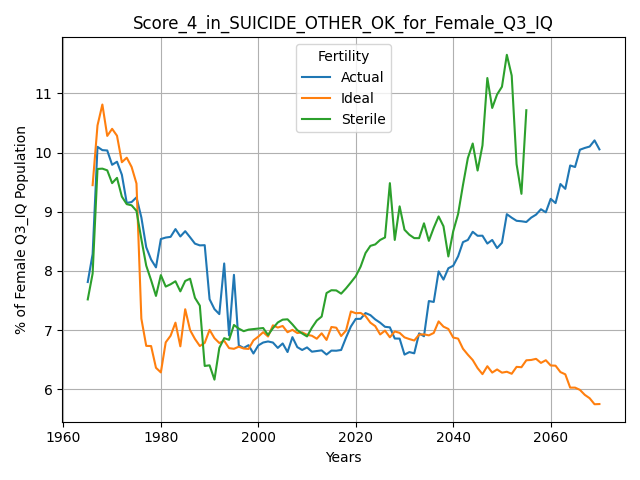 Score_4_in_SUICIDE_OTHER_OK_for_Female_Q3_IQ
Fertility
Actual
Ideal
Sterile
% of Female Q3_IQ Population
11
10
9
8
7
6
1960
1980
2000
2020
2040
2060
Years